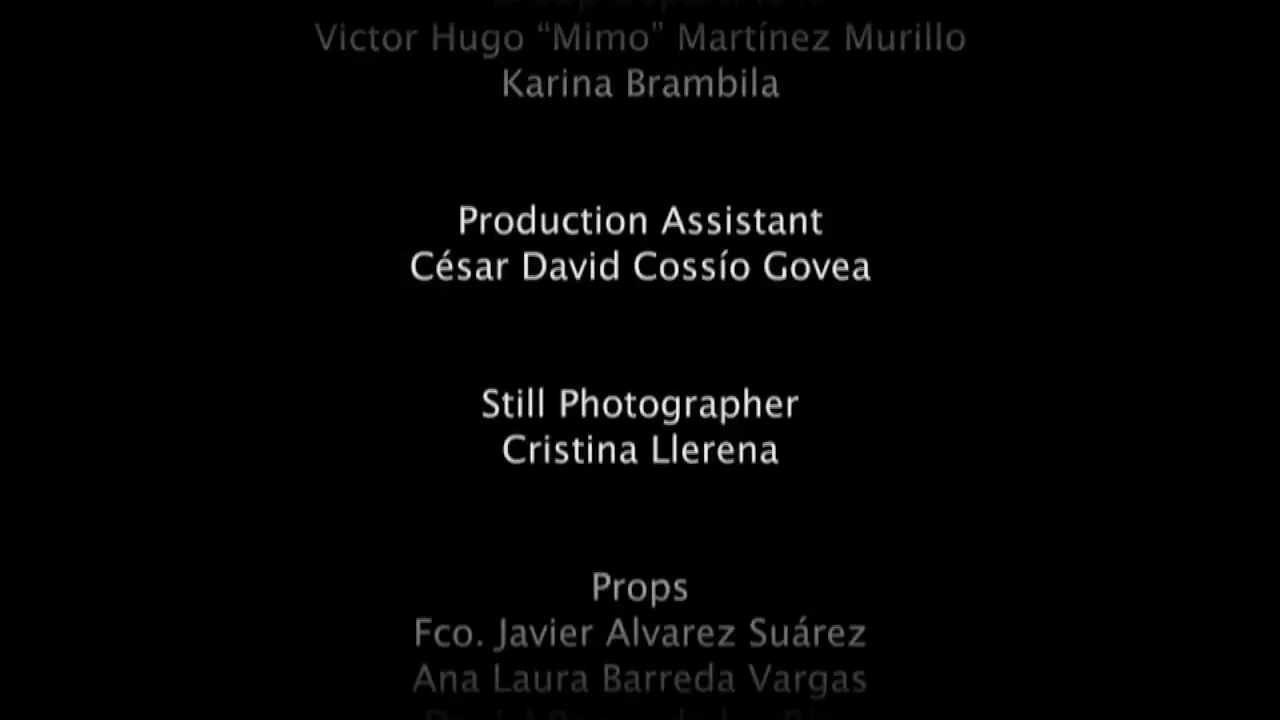 Victor Hugo “Mimo” Martínez Murillo
Karina Brambila
Production Assistant
César David Cossío Govea
Still Photographer
Cristina Llerena
Props
Fco. Javier Alvarez Suárez
Ana Laura Barreda Vargas